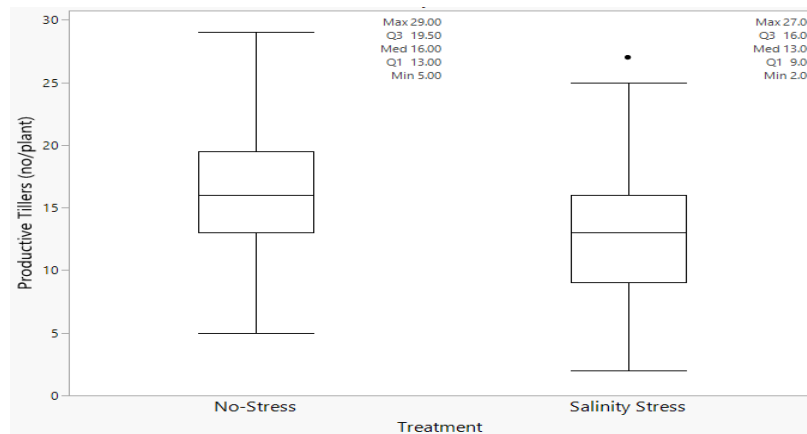 30
25
20
15
10
5
0
Productive Tillers (no/plant)
Max 29.00
Q3 19.50
Med 16.00
Q1 13.00
Min 5.00
Max 27.0
Q3 16.0
Med 13.0
Q1 9.0
Min 2.0
No-Stress
Salinity Stress
Treatment